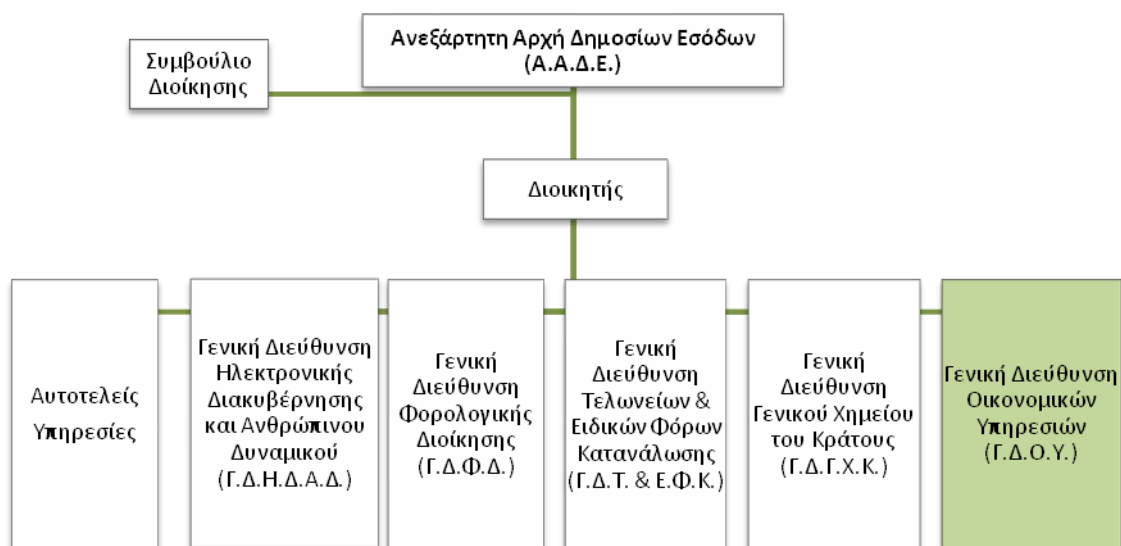 Ανεξάρτητη Αρχή Δημοσίων Εσόδων
(Α.Α.Δ.Ε.)
Συμβούλιο
Διοίκησης
Διοικητής
Αυτοτελείς
Υπηρεσίες
Γενική Διεύθυνση
Ηλεκτρονικής
Διακυβέρνησης
και Ανθρώπινου
Δυναμικού
(Γ.Δ.Η.Δ.Α.Δ.)
Γενική
Διεύθυνση
Φορολογικής
Διοίκησης
(Γ.Δ.Φ.Δ.)
Γενική
Διεύθυνση
Τελωνείων &
Ειδικών Φόρων
Κατανάλωσης
(Γ.Δ.Τ. & Ε.Φ.Κ.)
Γενική
Διεύθυνση
Γενικού Χημείου
του Κράτους
(Γ.Δ.Γ.Χ.Κ.)
Γενική Διεύθυνση
Οικονομικών
Υπηρεσιών
(Γ.Δ.Ο.Υ.)